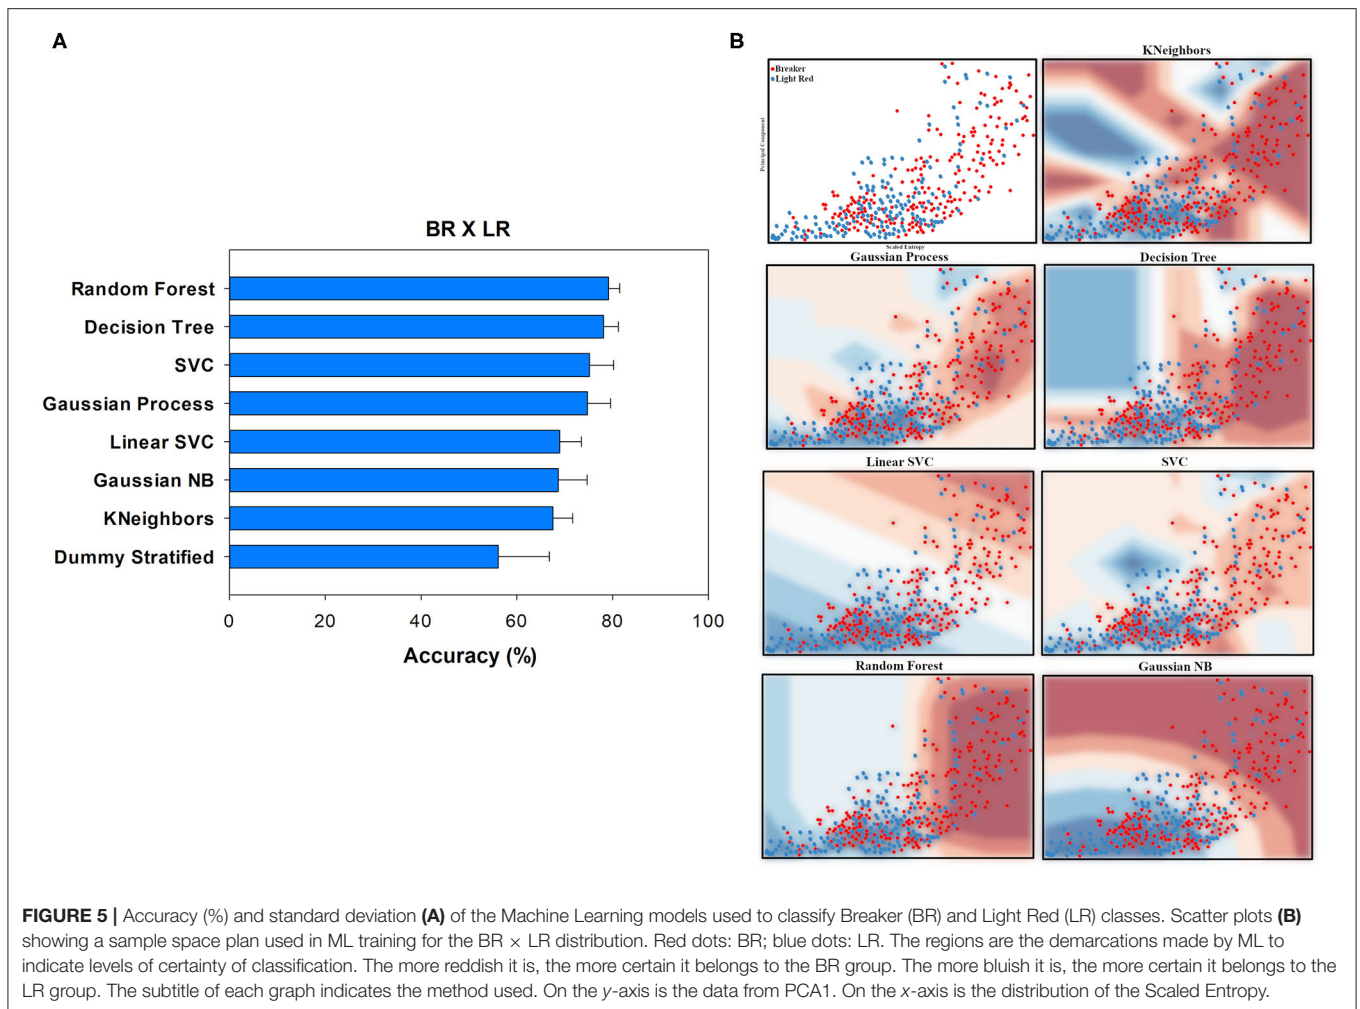 A
BR X LR
Random Forest
Decision Tree
SVC
Gaussian Process
Linear SVC
Gaussian NB
KNeighbors
Dummy Stratified
0 20 40 60 80 100
Accuracy (%)
B
Breaker
Light Red
Principal Component
Scaled Entropy
KNeighbors
Gaussian Process
Decision Tree
Linear SVC
SVC
Random Forest
Gaussian NB
FIGURE 5 | Accuracy (%) and standard deviation (A) of the Machine Learning models used to classify Breaker (BR) and Light Red (LR) classes. Scatter plots (B)
showing a sample space plan used in ML training for the BR × LR distribution. Red dots: BR; blue dots: LR. The regions are the demarcations made by ML to
indicate levels of certainty of classification. The more reddish it is, the more certain it belongs to the BR group. The more bluish it is, the more certain it belongs to the
LR group. The subtitle of each graph indicates the method used. On the y-axis is the data from PCA1. On the x-axis is the distribution of the Scaled Entropy.